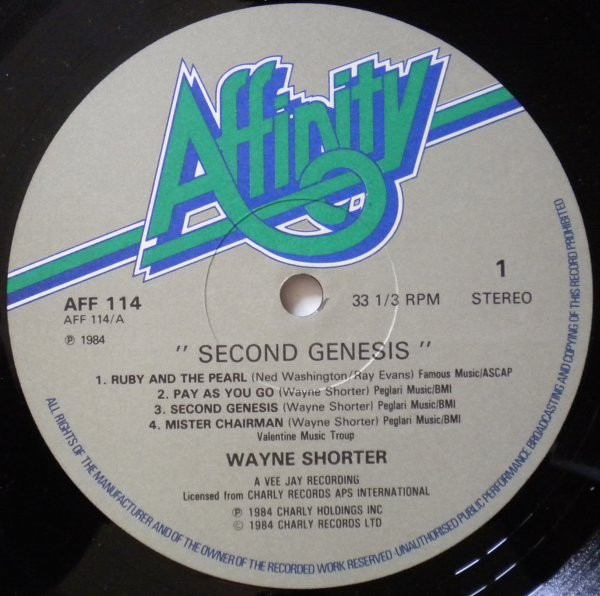 Affinity
AFF 114
AFF 114/A
℗ 1984
33 1/3 RPM
1
STEREO
" SECOND GENESIS "
1. RUBY AND THE PEARL (Ned Washington/Ray Evans) Famous Music/ASCAP
2. PAY AS YOU GO (Wayne Shorter) Peglari Music/BMI
3. SECOND GENESIS (Wayne Shorter) Peglari Music/BMI
4. MISTER CHAIRMAN (Wayne Shorter) Peglari Music/BMI
Valentine Music Troup
WAYNE SHORTER
A VEE JAY RECORDING
Licensed from CHARLY RECORDS APS INTERNATIONAL
℗ 1984 CHARLY HOLDINGS INC
© 1984 CHARLY RECORDS LTD
ALL RIGHTS OF THE MANUFACTURER AND OF THE OWNER OF THE RECORDED WORK RESERVED · UNAUTHORISED PUBLIC PERFORMANCE BROADCASTING AND COPYING OF THIS RECORD PROHIBITED